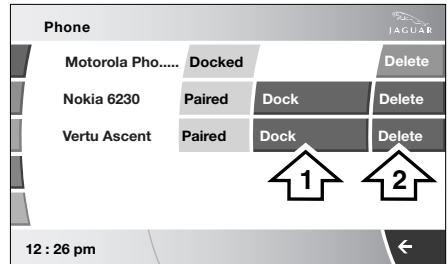 Phone
JAGUAR
Motorola Pho..... Docked Delete
Nokia 6230 Paired Dock Delete
Vertu Ascent Paired Dock Delete
1 2
12 : 26 pm